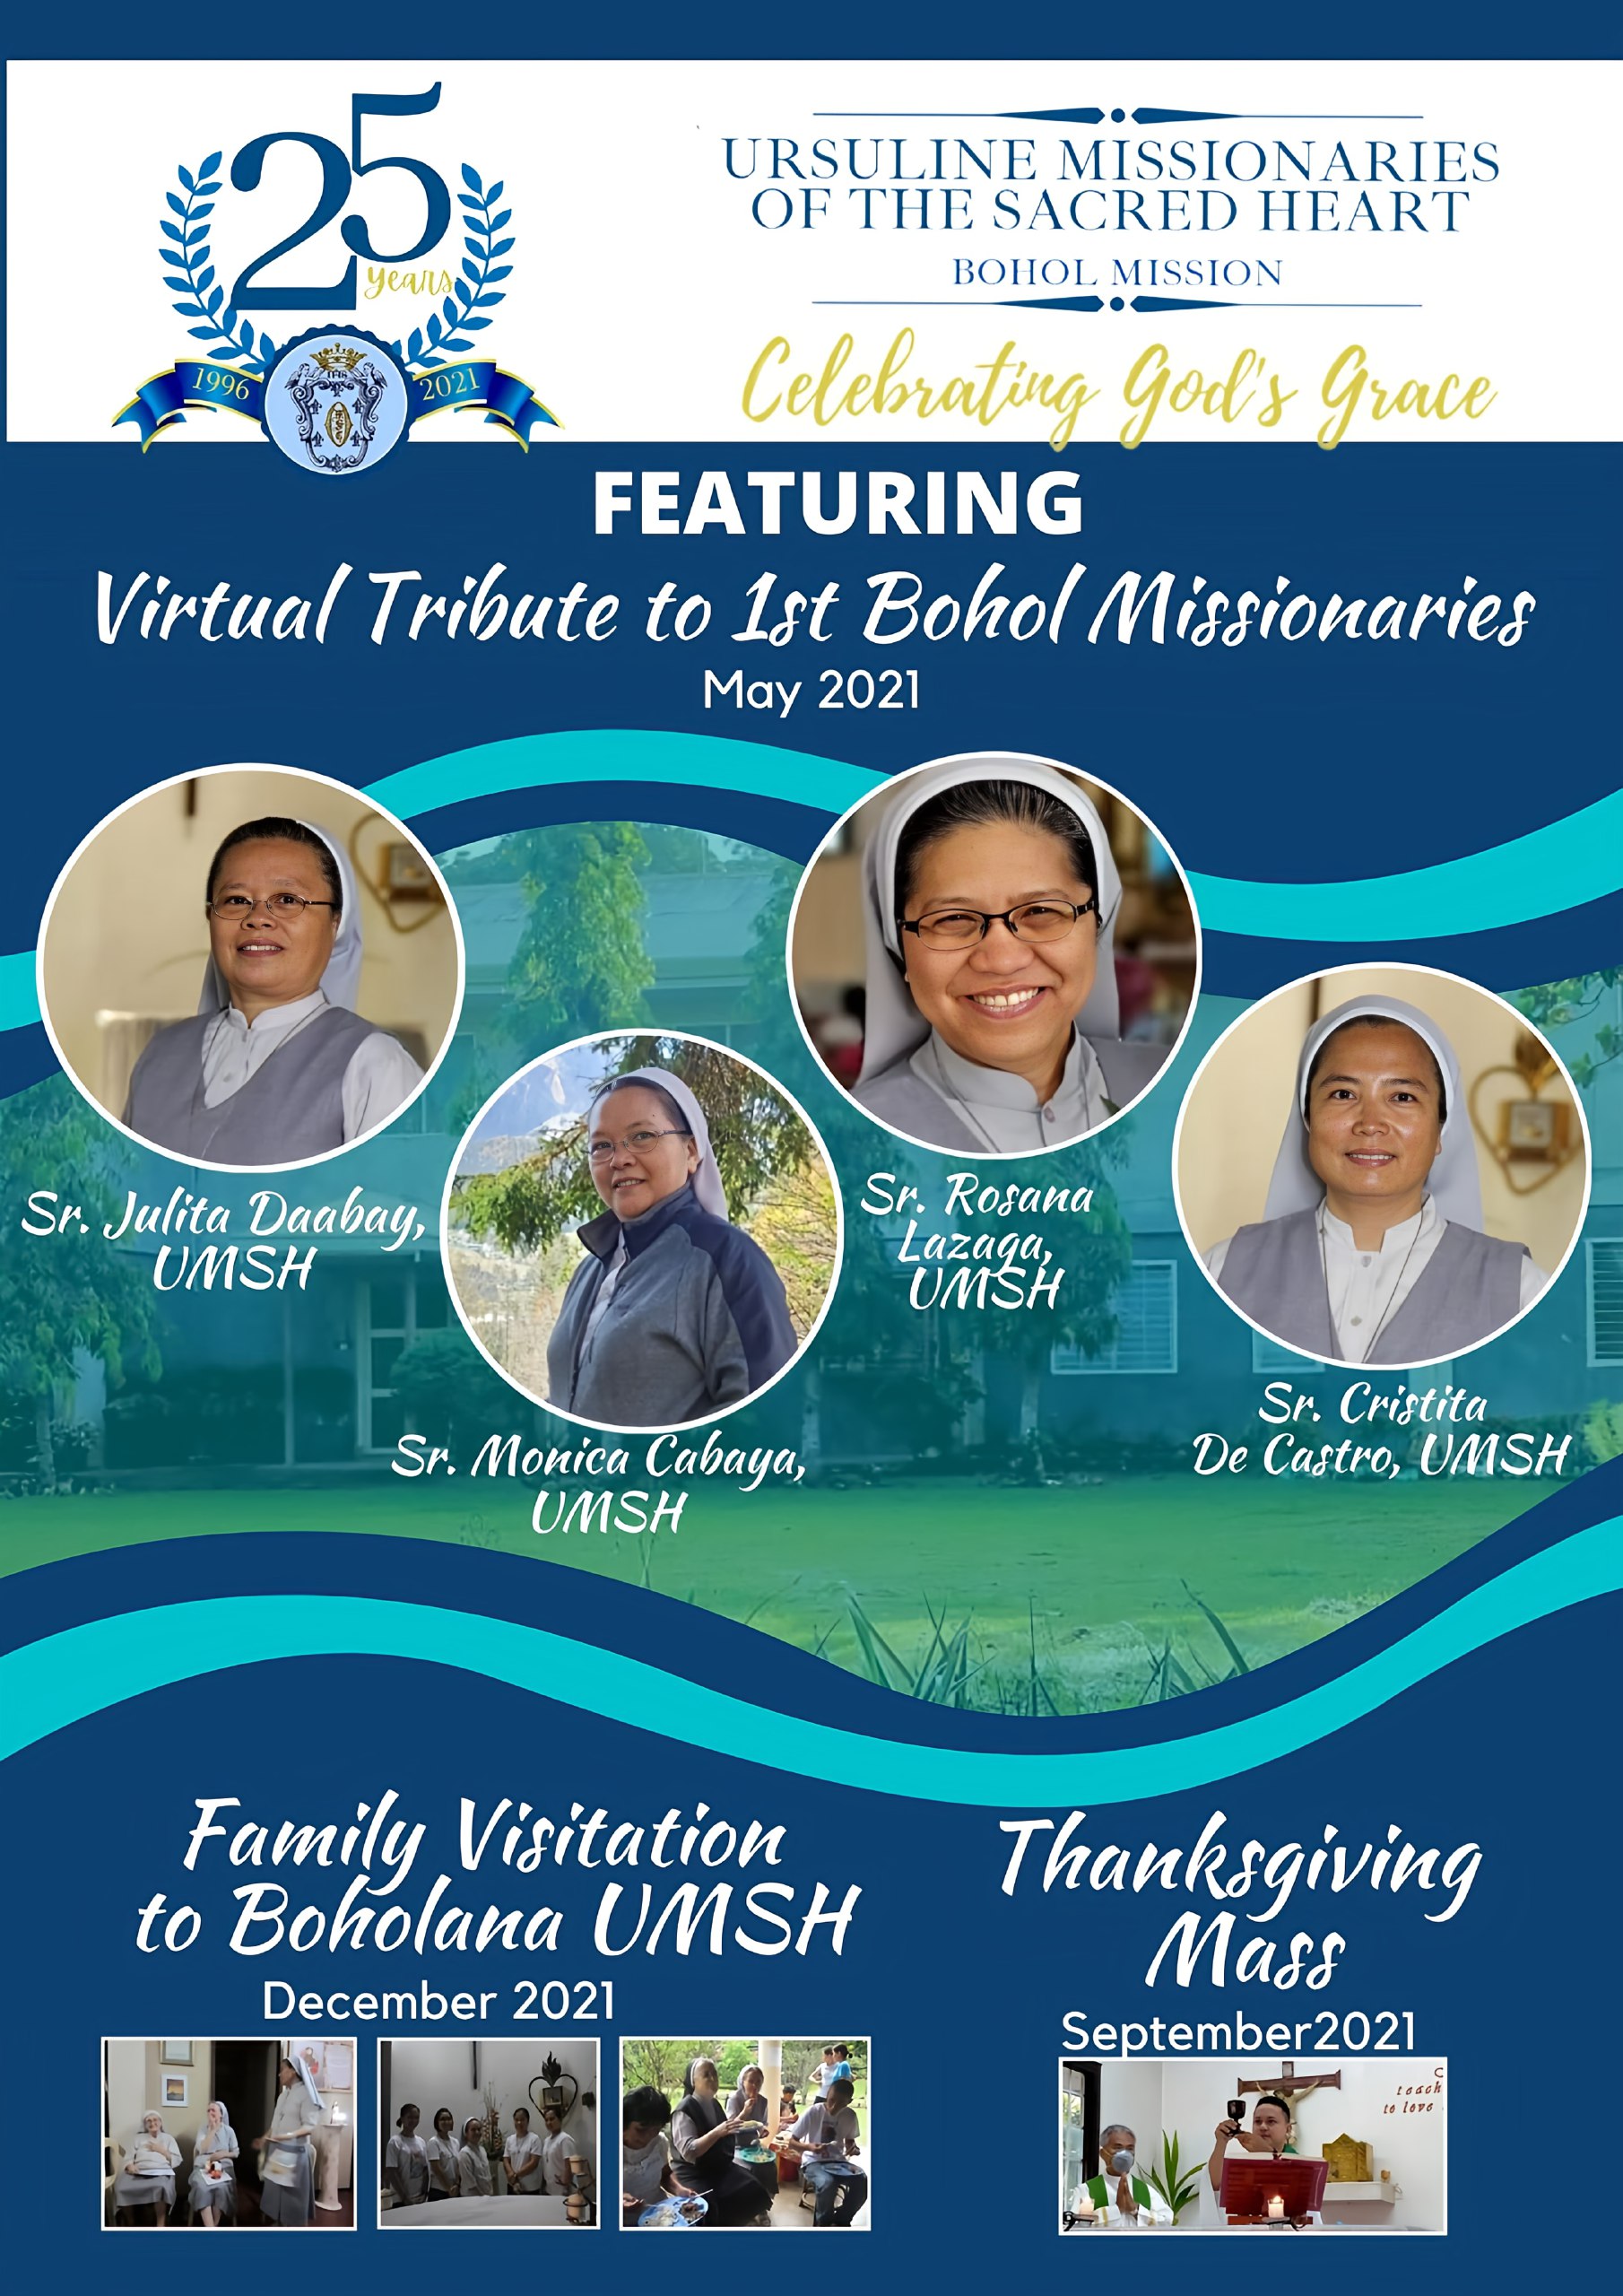 25
years
1996
2021
URSULINE MISSIONARIES
OF THE SACRED HEART
BOHOL MISSION
Celebrating God's Grace
FEATURING
Virtual Tribute to 1st Bohol Missionaries
May 2021
Sr. Julita Daabay,
UMSH
Sr. Monica Cabaya,
UMSH
Sr. Rosana
Lazaga,
UMSH
Sr. Cristita
De Castro, UMSH
Family Visitation
to Boholana UMSH
December 2021
Thanksgiving
Mass
September2021
teach
to love